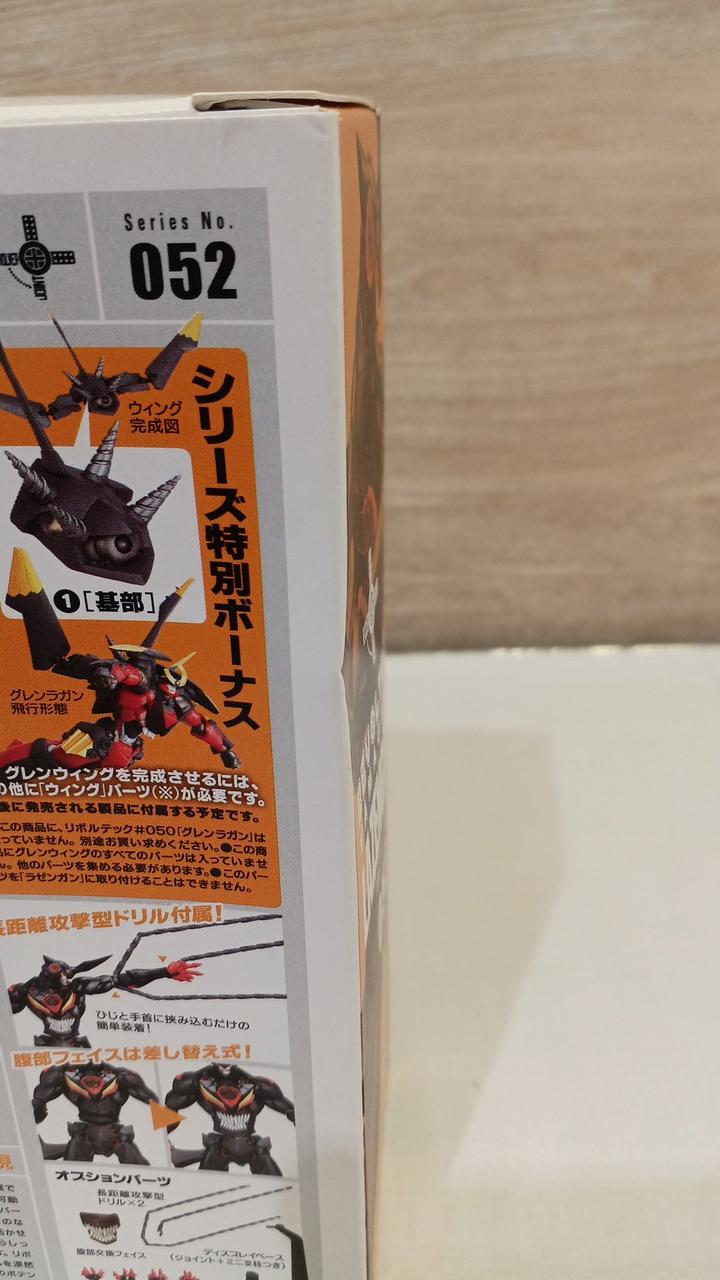 Series No.
052
JOINT
シリーズ特別ボーナス
ウィング
完成図
❶[基部]
グレンラガン
飛行形態
グレンウィングを完成させるには、
の他に「ウィング」パーツ(※)が必要です。
後に発売される製品に付属する予定です。
この商品に、リボルテック#050「グレンラガン」は
っていません。別途お買い求めください。●この商
品にグレンウィングのすべてのパーツは入っていませ
ん。他のパーツを集める必要があります。●このパー
ツを「ラゼンガン」に取り付けることはできません。
長距離攻撃型ドリル付属!
ひじと手首に挟み込むだけの
簡単装着!
腹部フェイスは差し替え式!
オプションパーツ
長距離攻撃型
ドリル×2
腹部交換フェイス
ディスプレイベース
(ジョイント+ミニ支柱つき)